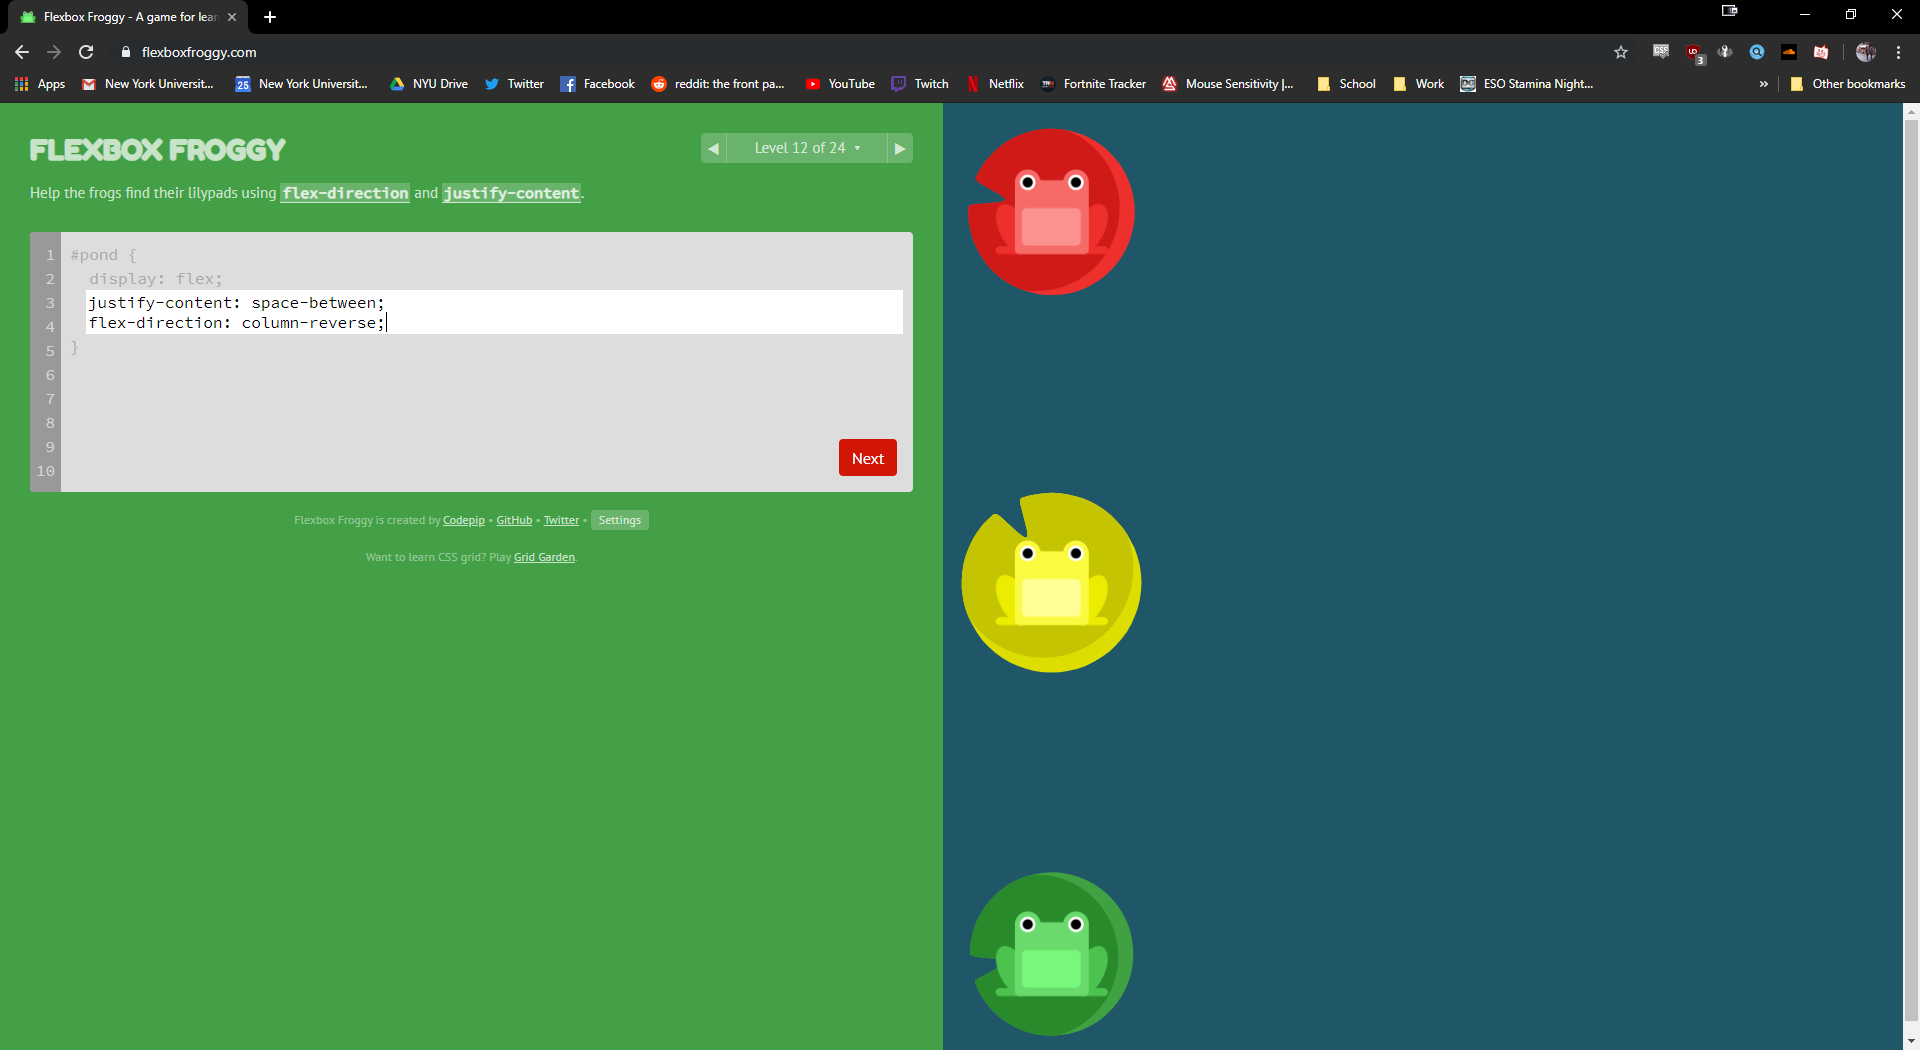 Flexbox Froggy - A game for lear
flexboxfroggy.com
CSS
UD
3
Apps
New York Universit...
25
New York Universit...
NYU Drive
Twitter
Facebook
reddit: the front pa...
YouTube
Twitch
Netflix
Fortnite Tracker
Mouse Sensitivity |...
School
Work
ESO Stamina Night...
»
Other bookmarks
FLEXBOX FROGGY
Level 12 of 24
Help the frogs find their lilypads using flex-direction and justify-content.
1 #pond {
2 display: flex;
3 justify-content: space-between;
4 flex-direction: column-reverse;
5 }
6
7
8
9
10
Next
Flexbox Froggy is created by Codepip • GitHub • Twitter • Settings
Want to learn CSS grid? Play Grid Garden.